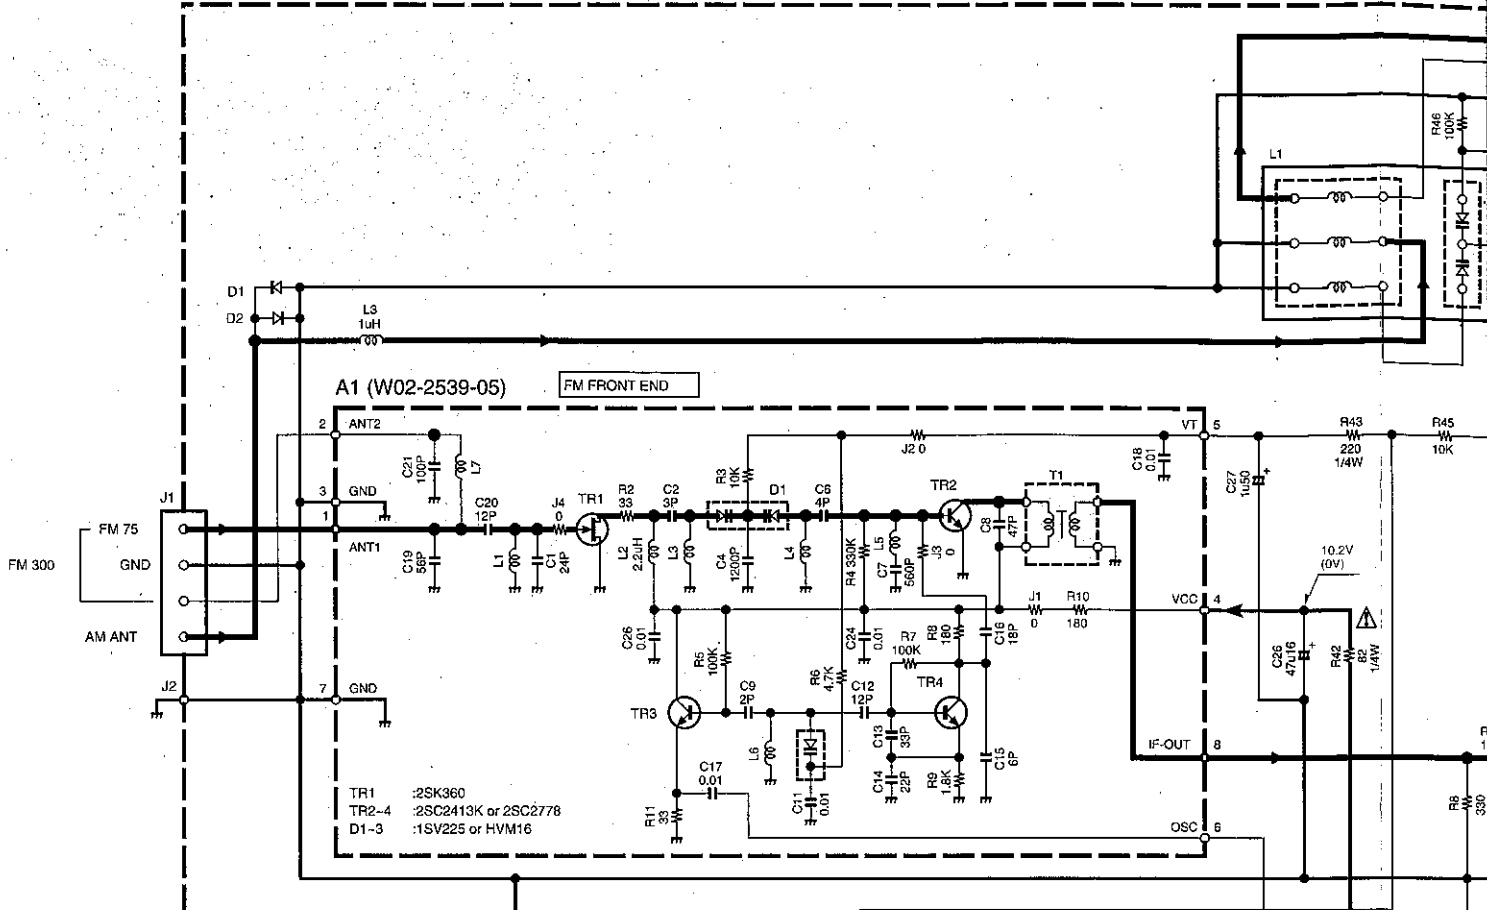 R46
100K
L1
D1
D2
L3
1uH
A1 (W02-2539-05)
FM FRONT END
2
ANT2
VT
5
R43
220
1/4W
R45
10K
C21
100P
L7
R3
10K
J2 0
C18
0.01
C27
1u50
J1
3
GND
1
ANT1
C20
12P
J4
0
TR1
R2
33
C2
3P
D1
C6
4P
TR2
T1
FM 75
FM 300
GND
AM ANT
C19
56P
L1
C1
24P
L2
2.2uH
L3
C4
1200P
L4
R4 330K
L5
C7
560P
J3
0
C8
47P
10.2V
(0V)
VCC
4
J1
0
R10
180
C26
0.01
R5
100K
C24
0.01
R7
100K
R8
180
C16
18P
C26
47u16
R42
82
1/4W
J2
7
GND
TR3
C9
2P
R6
4.7K
C12
12P
TR4
L6
C13
33P
C14
22P
R9
1.8K
C15
6P
IF-OUT
8
C17
0.01
C11
0.01
R11
33
TR1 :2SK360
TR2~4 :2SC2413K or 2SC2778
D1~3 :1SV225 or HVM16
OSC
6
R8
330